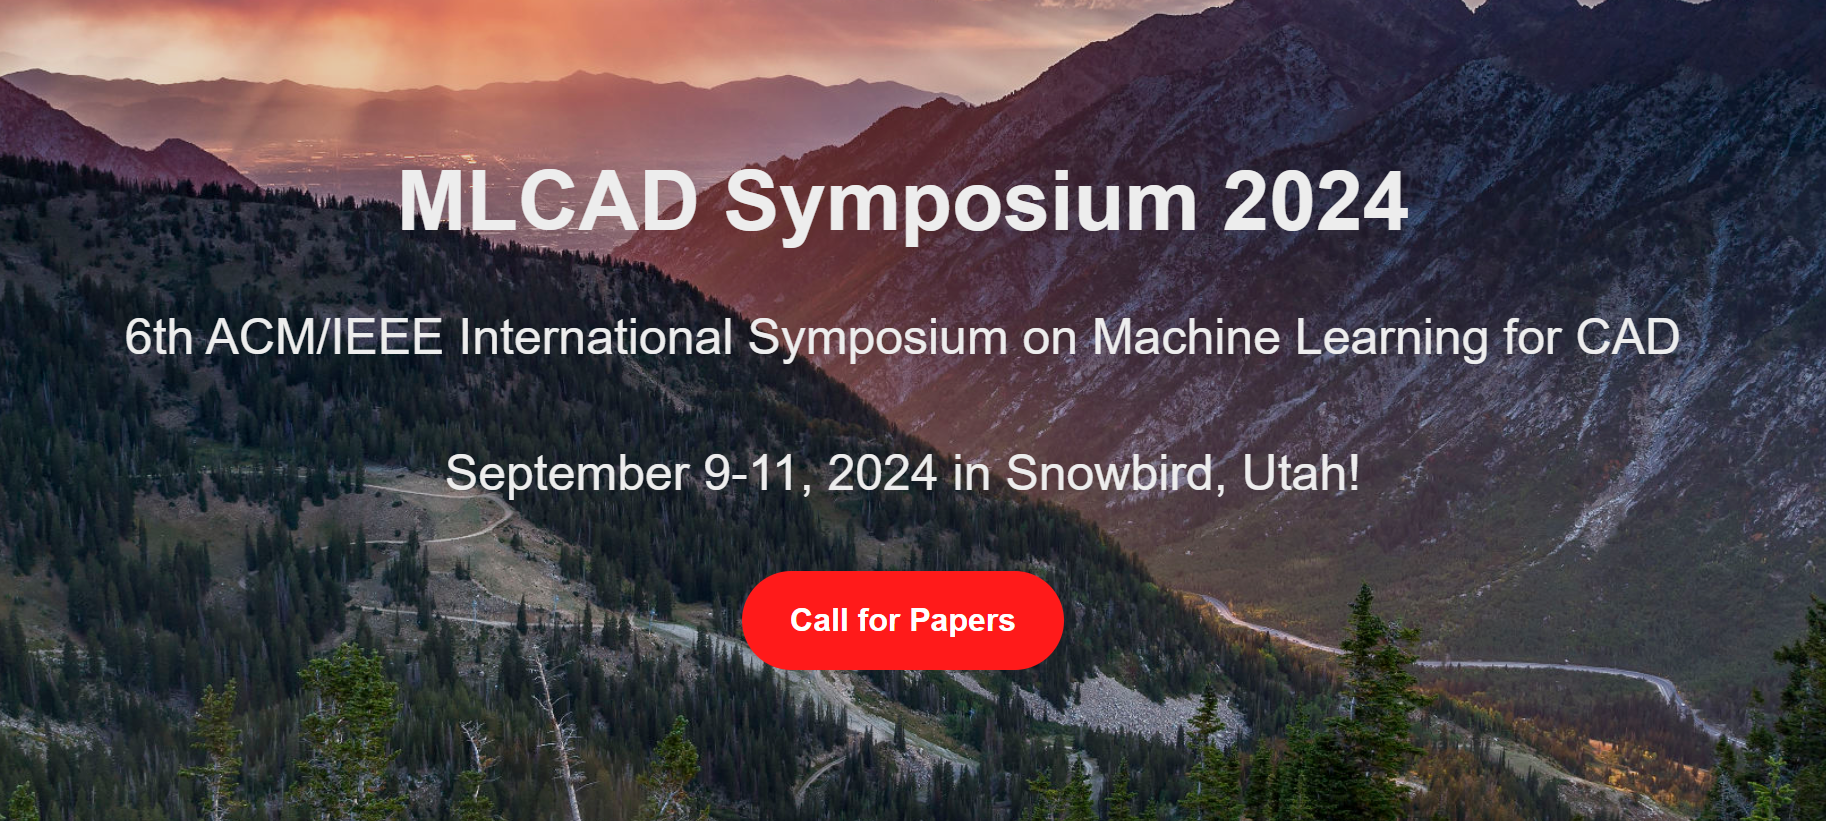 MLCAD Symposium 2024
6th ACM/IEEE International Symposium on Machine Learning for CAD
September 9-11, 2024 in Snowbird, Utah!
Call for Papers